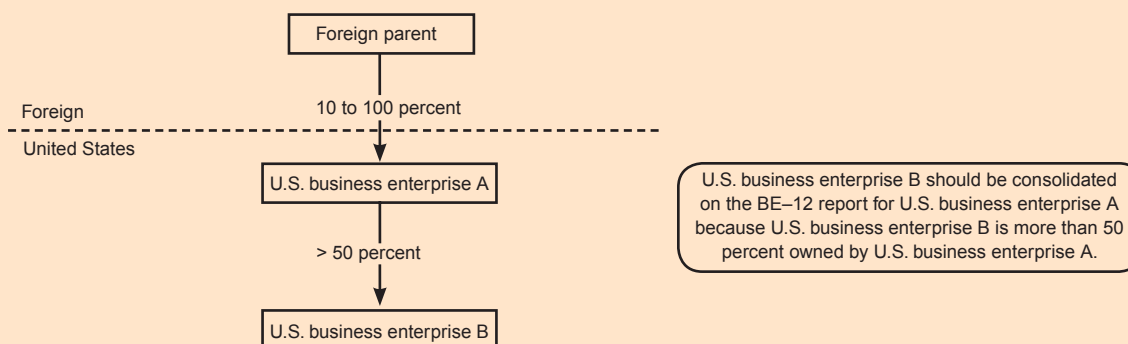 Foreign parent
Foreign
10 to 100 percent
United States
U.S. business enterprise A
> 50 percent
U.S. business enterprise B
U.S. business enterprise B should be consolidated
on the BE–12 report for U.S. business enterprise A
because U.S. business enterprise B is more than 50
percent owned by U.S. business enterprise A.